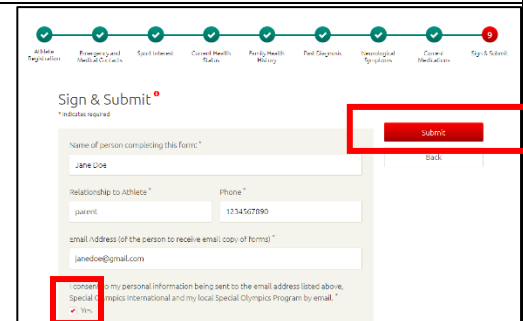 9
Athlete Registration
Emergency and Medical Contacts
Sport Interest
Current Health Status
Family Health History
Past Diagnosis
Neurological Symptoms
Current Medications
Sign & Submit
Sign & Submit
* Indicates required
Submit
Back
Name of person completing this form: *
Jane Doe
Relationship to Athlete *
Phone *
parent
1234567890
Email Address (of the person to receive email copy of forms) *
janedoe@gmail.com
I consent to my personal information being sent to the email address listed above,
Special Olympics International and my local Special Olympics Program by email. *
Yes